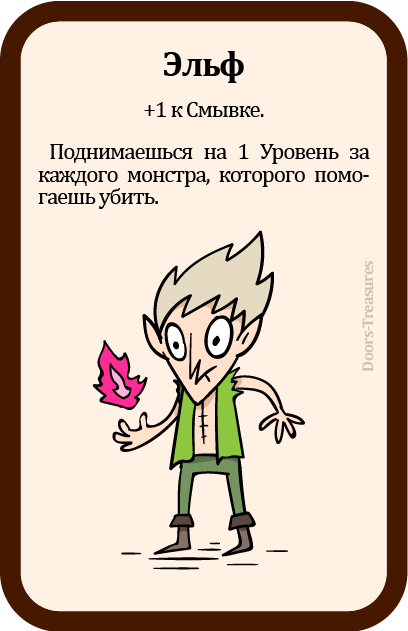 Эльф
+1 к Смывке.
Поднимаешься на 1 Уровень за
каждого монстра, которого помо-
гаешь убить.
Doors-Treasures